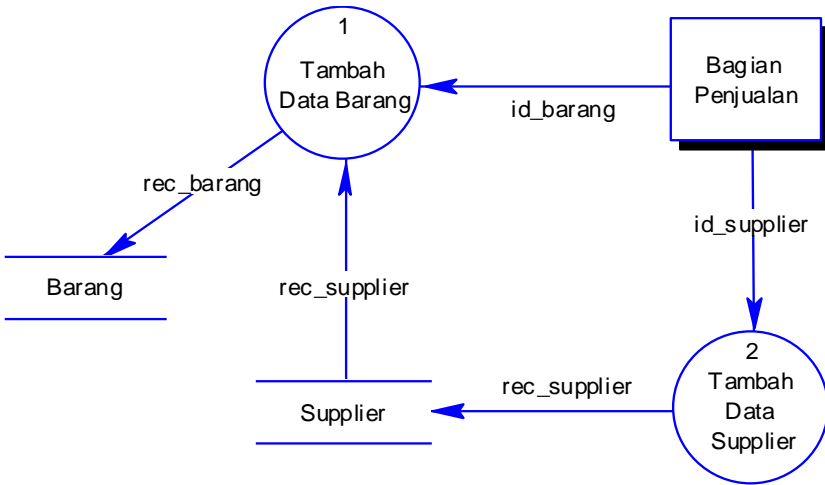 1
Tambah
Data Barang
Bagian
Penjualan
id_barang
rec_barang
id_supplier
Barang
rec_supplier
2
Tambah
Data
Supplier
rec_supplier
Supplier